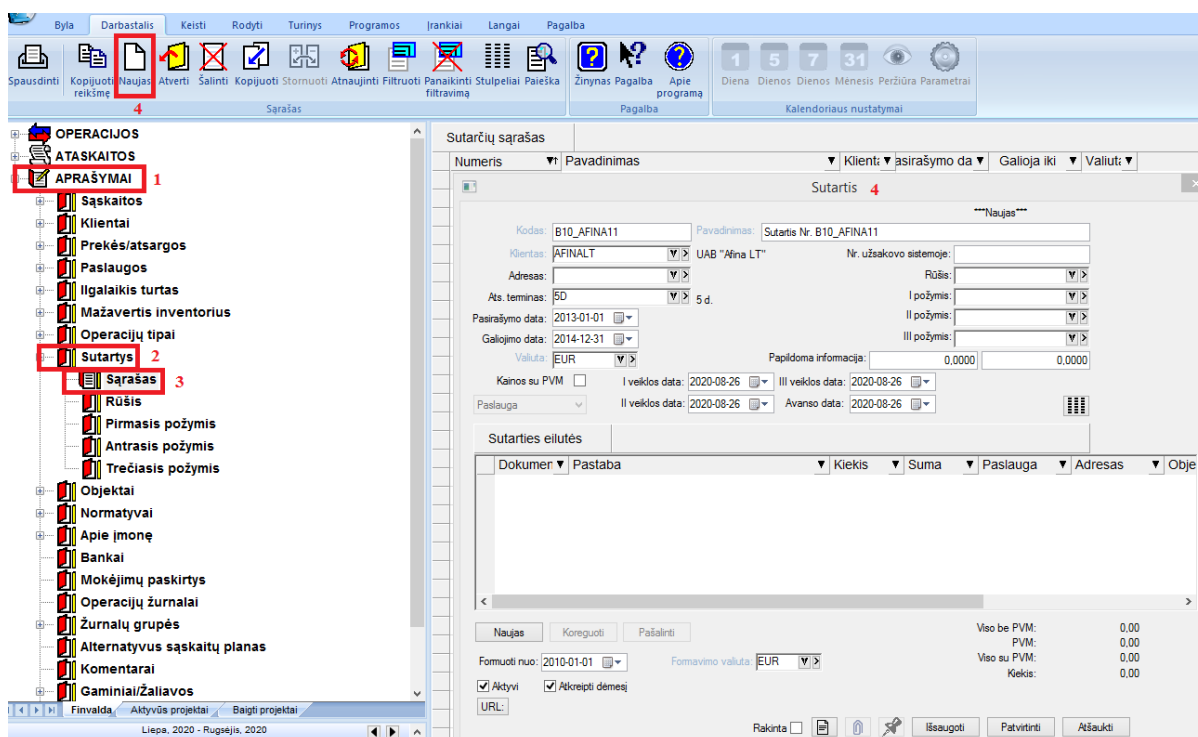 Byla Darbastalis Keisti Rodyti Turinys Programos Įrankiai Langai Pagalba
Spausdinti Kopijuoti reikšmę Naujas Atverti Šalinti Kopijuoti Stornuoti Atnaujinti Filtruoti Panaikinti filtravimą Stulpeliai Paieška Žinynas Pagalba Apie programą Diena Dienos Dienos Mėnesis Peržiūra Parametrai
1 5 7 31
4 Sąrašas Pagalba Kalendoriaus nustatymai
OPERACIJOS
ATASKAITOS
APRAŠYMAI 1
Sąskaitos
Klientai
Prekės/atsargos
Paslaugos
Ilgalaikis turtas
Mažavertis inventorius
Operacijų tipai
Sutartys 2
Sąrašas 3
Rūšis
Pirmasis požymis
Antrasis požymis
Trečiasis požymis
Objektai
Normatyvai
Apie įmonę
Bankai
Mokėjimų paskirtys
Operacijų žurnalai
Žurnalų grupės
Alternatyvus sąskaitų planas
Komentarai
Gaminiai/Žaliavos
Finvalda Aktyvūs projektai Baigti projektai
Liepa, 2020 - Rugsėjis, 2020
Sutarčių sąrašas
Numeris Pavadinimas Klienta asirašymo da Galioja iki Valiuta
Sutartis 4
***Naujas***
Kodas: B10_AFINA11 Pavadinimas: Sutartis Nr. B10_AFINA11
Klientas: AFINALT UAB "Afina LT" Nr. užsakovo sistemoje:
Adresas: Rūšis:
Ats. terminas: 5D 5 d. I požymis:
Pasirašymo data: 2013-01-01 II požymis:
Galiojimo data: 2014-12-31 III požymis:
Valiuta: EUR Papildoma informacija: 0,0000 0,0000
Kainos su PVM I veiklos data: 2020-08-26 III veiklos data: 2020-08-26
Paslauga II veiklos data: 2020-08-26 Avanso data: 2020-08-26
Sutarties eilutės
Dokumen Pastaba Kiekis Suma Paslauga Adresas Obje
Naujas Koreguoti Pašalinti Viso be PVM: 0,00
PVM: 0,00
Formuoti nuo: 2010-01-01 Formavimo valiuta: EUR Viso su PVM: 0,00
Kiekis: 0,00
Aktyvi Atkreipti dėmesį
URL:
Rakinta Išsaugoti Patvirtinti Atšaukti